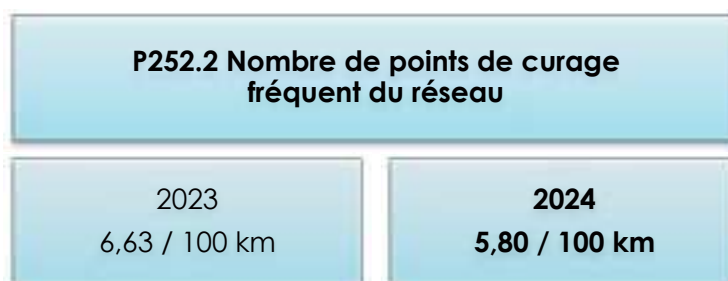 P252.2 Nombre de points de curage
fréquent du réseau
2023
6,63 / 100 km
2024
5,80 / 100 km